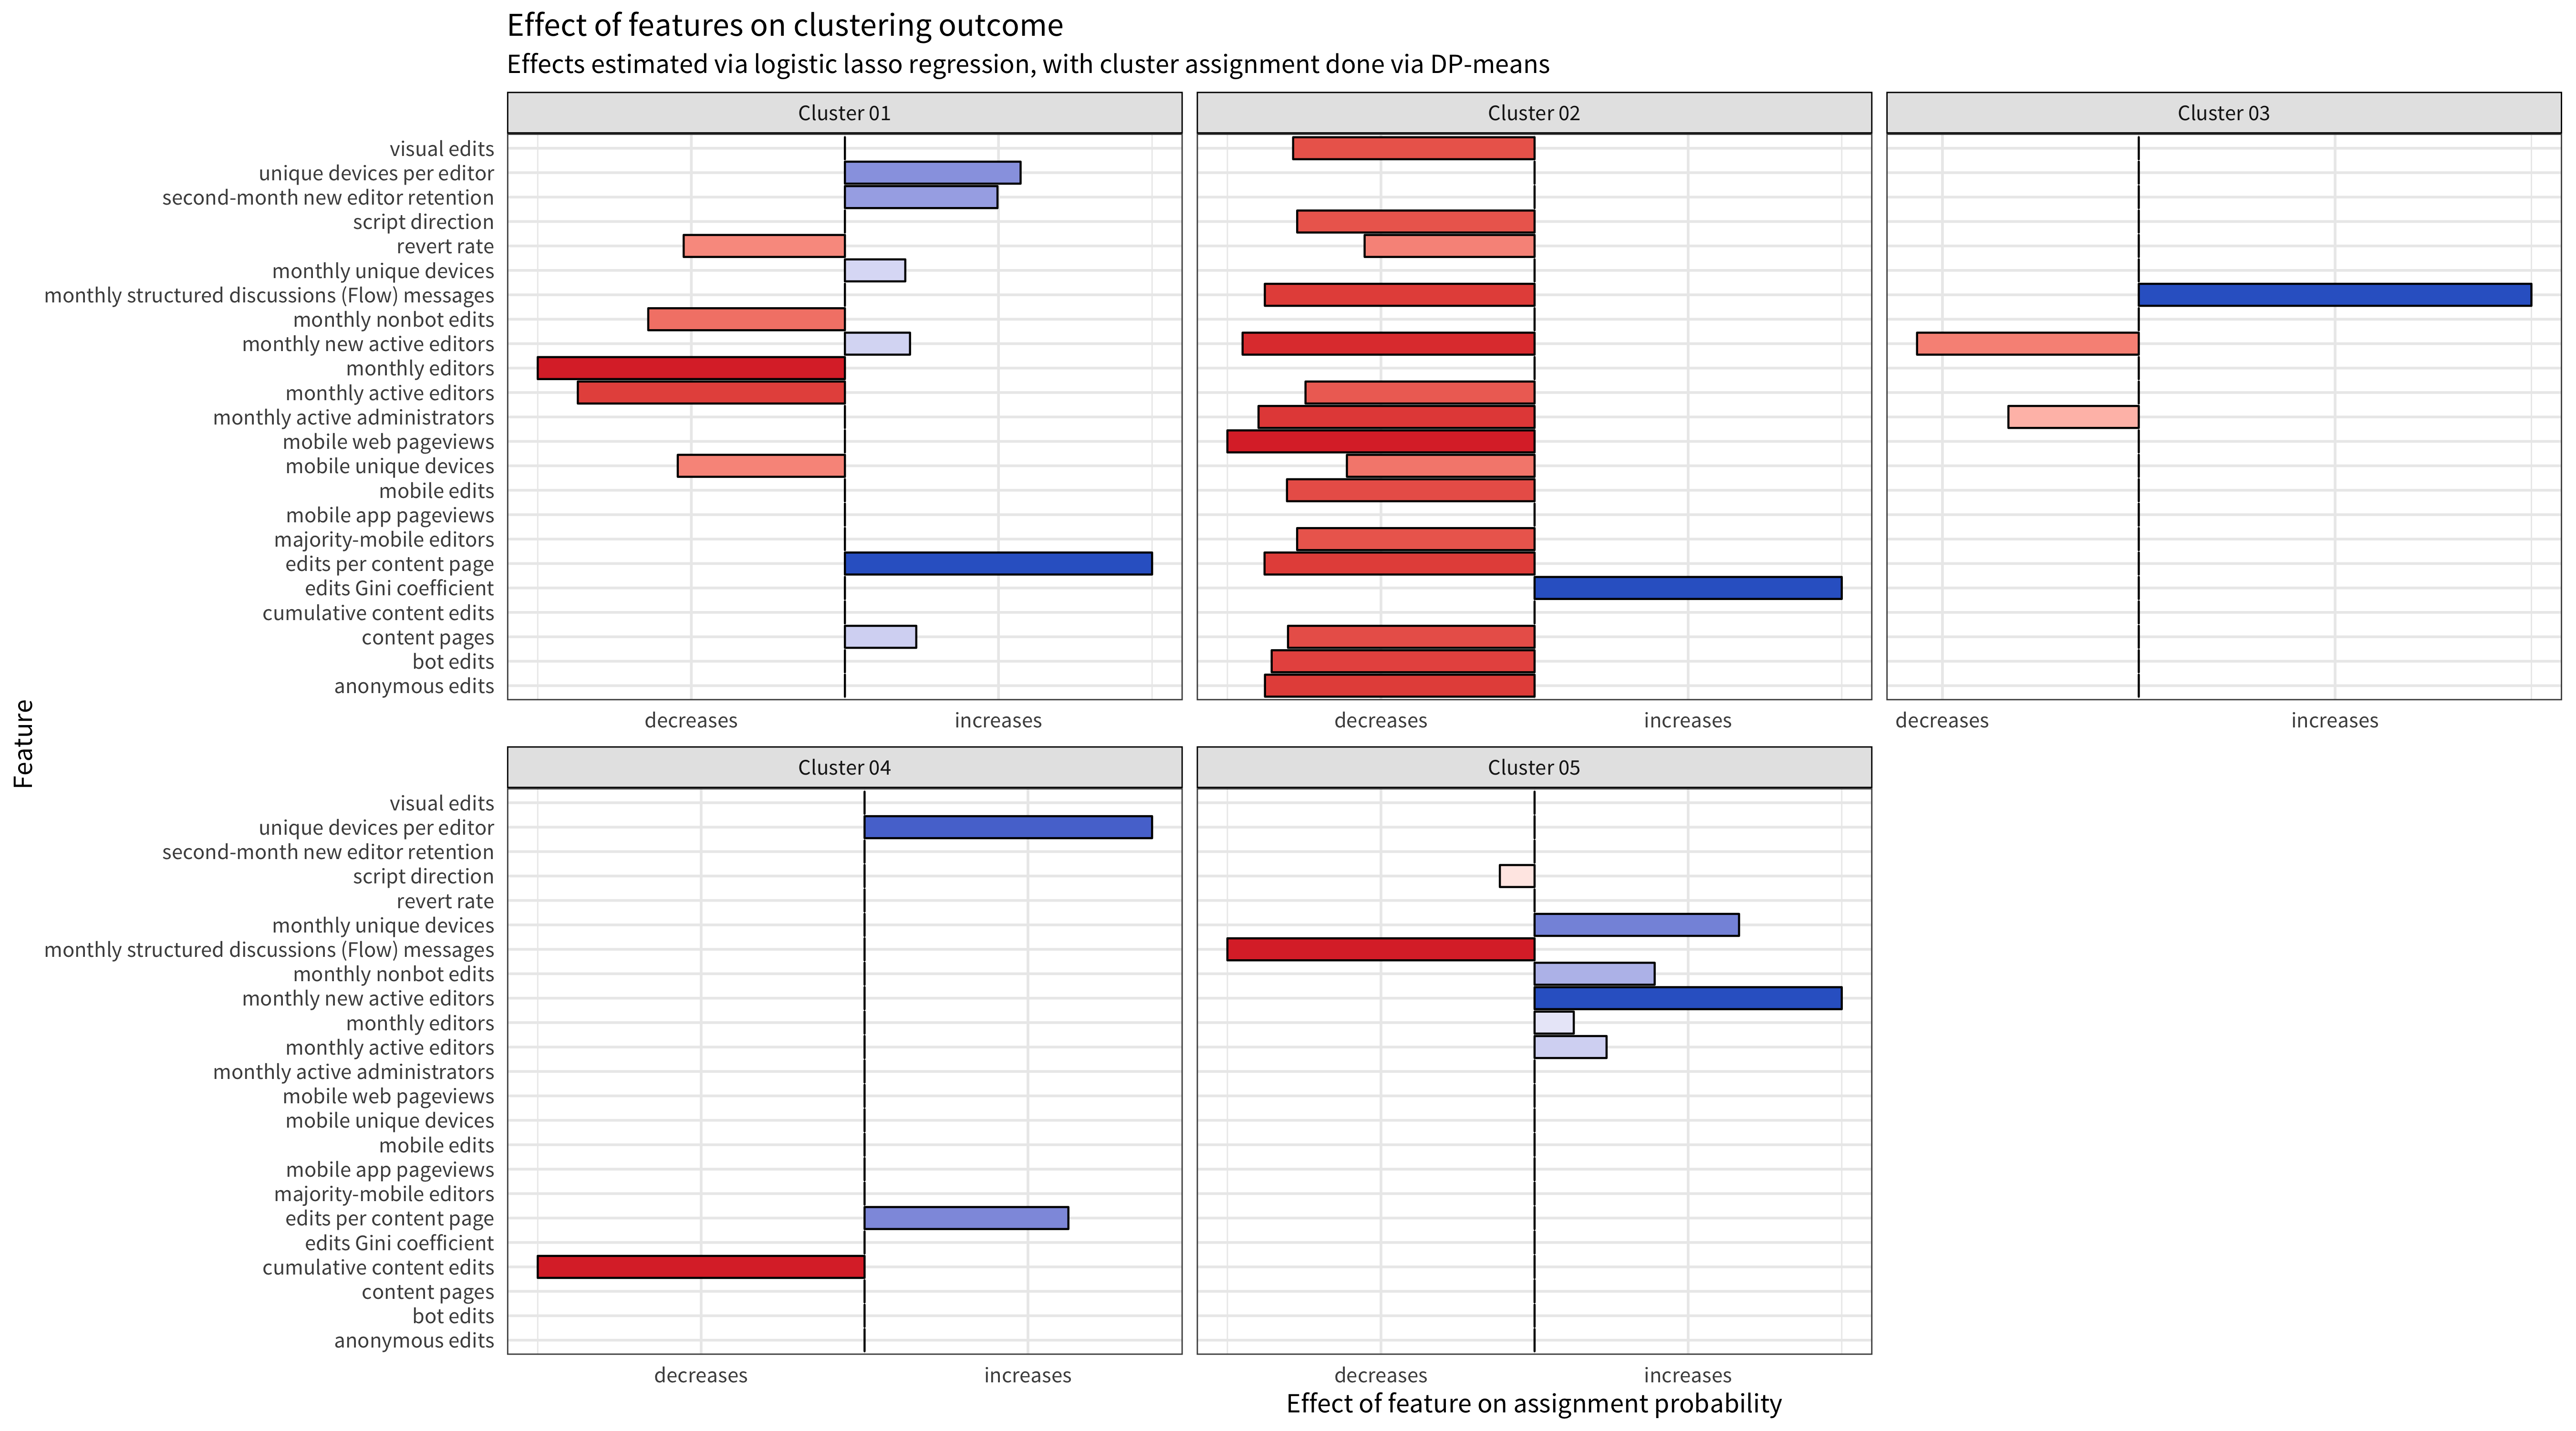 Effect of features on clustering outcome
Effects estimated via logistic lasso regression, with cluster assignment done via DP-means
Cluster 01
Cluster 02
Cluster 03
visual edits
unique devices per editor
second-month new editor retention
script direction
revert rate
monthly unique devices
monthly structured discussions (Flow) messages
monthly nonbot edits
monthly new active editors
monthly editors
monthly active editors
monthly active administrators
mobile web pageviews
mobile unique devices
mobile edits
mobile app pageviews
majority-mobile editors
edits per content page
edits Gini coefficient
cumulative content edits
content pages
bot edits
anonymous edits
decreases
increases
decreases
increases
decreases
increases
Feature
Cluster 04
Cluster 05
visual edits
unique devices per editor
second-month new editor retention
script direction
revert rate
monthly unique devices
monthly structured discussions (Flow) messages
monthly nonbot edits
monthly new active editors
monthly editors
monthly active editors
monthly active administrators
mobile web pageviews
mobile unique devices
mobile edits
mobile app pageviews
majority-mobile editors
edits per content page
edits Gini coefficient
cumulative content edits
content pages
bot edits
anonymous edits
decreases
increases
decreases
increases
Effect of feature on assignment probability